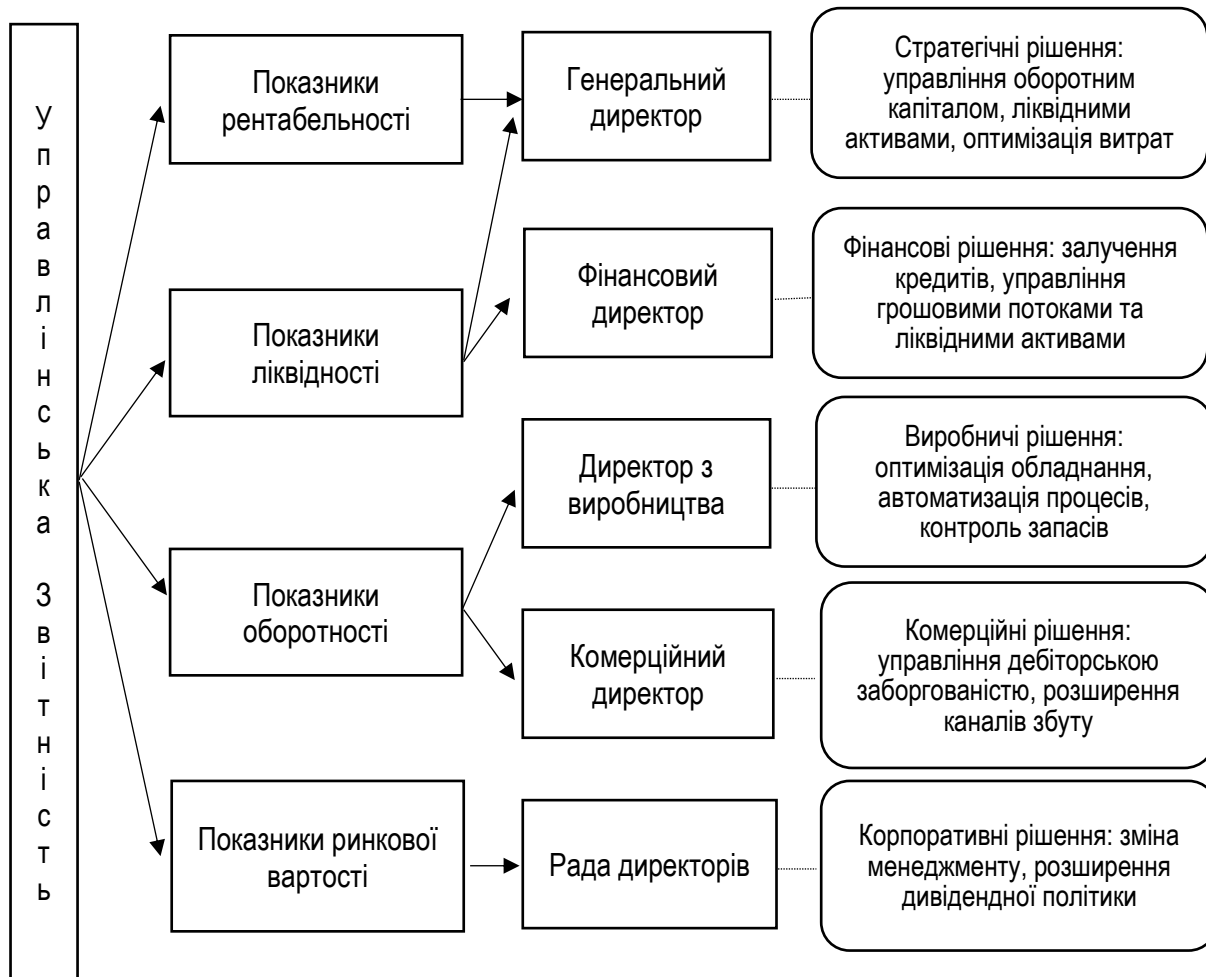 Управлінська Звітність
Показники
рентабельності
Генеральний
директор
Стратегічні рішення:
управління оборотним
капіталом, ліквідними
активами, оптимізація витрат
Показники
ліквідності
Фінансовий
директор
Фінансові рішення: залучення
кредитів, управління
грошовими потоками та
ліквідними активами
Показники
оборотності
Директор з
виробництва
Виробничі рішення:
оптимізація обладнання,
автоматизація процесів,
контроль запасів
Комерційний
директор
Комерційні рішення:
управління дебіторською
заборгованістю, розширення
каналів збуту
Показники ринкової
вартості
Рада директорів
Корпоративні рішення: зміна
менеджменту, розширення
дивідендної політики